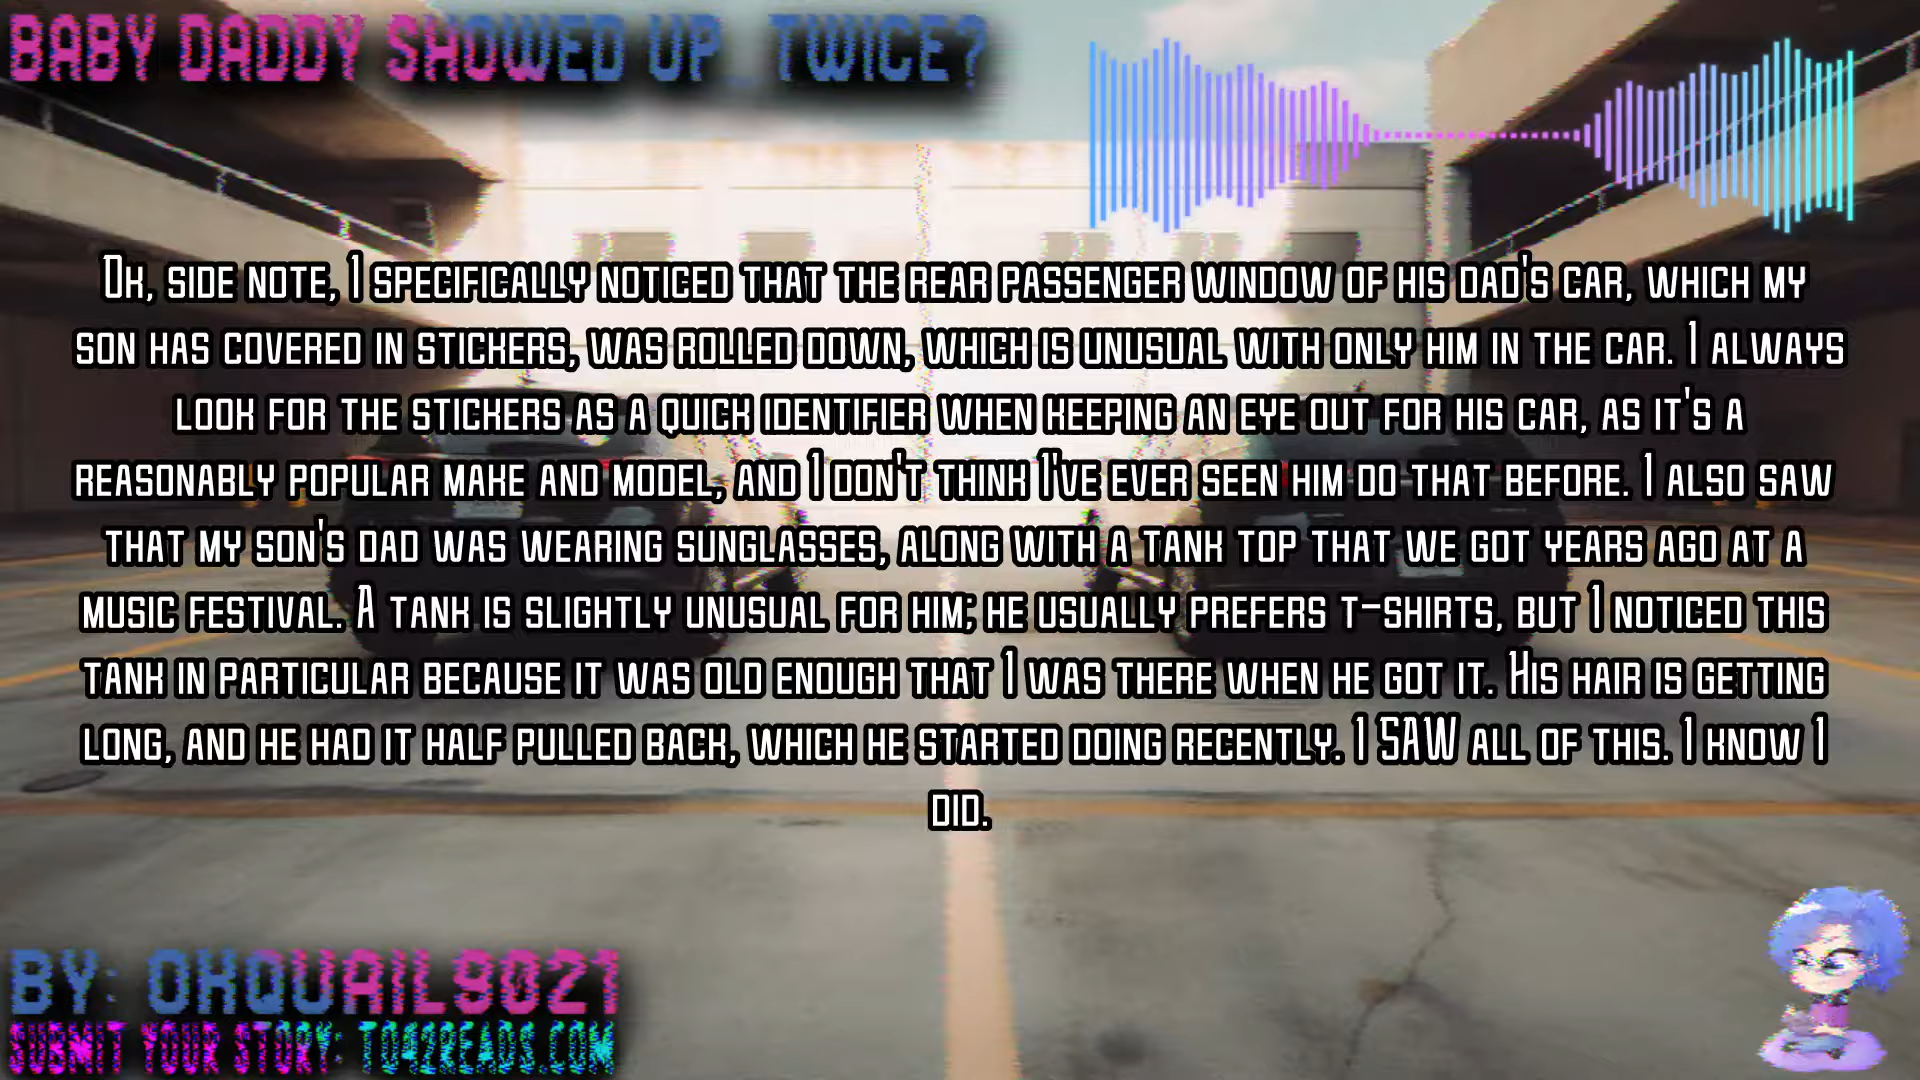 BABY DADDY SHOWED UP_ TWICE?
Ok, side note, I specifically noticed that the rear passenger window of his dad's car, which my
son has covered in stickers, was rolled down, which is unusual with only him in the car. I always
look for the stickers as a quick identifier when keeping an eye out for his car, as it's a
reasonably popular make and model, and I don't think I've ever seen him do that before. I also saw
that my son's dad was wearing sunglasses, along with a tank top that we got years ago at a
music festival. A tank is slightly unusual for him; he usually prefers t-shirts, but I noticed this
tank in particular because it was old enough that I was there when he got it. His hair is getting
long, and he had it half pulled back, which he started doing recently. I SAW all of this. I know I
did.
BY: OKQUAIL9021
SUBMIT YOUR STORY: TO42READS.COM